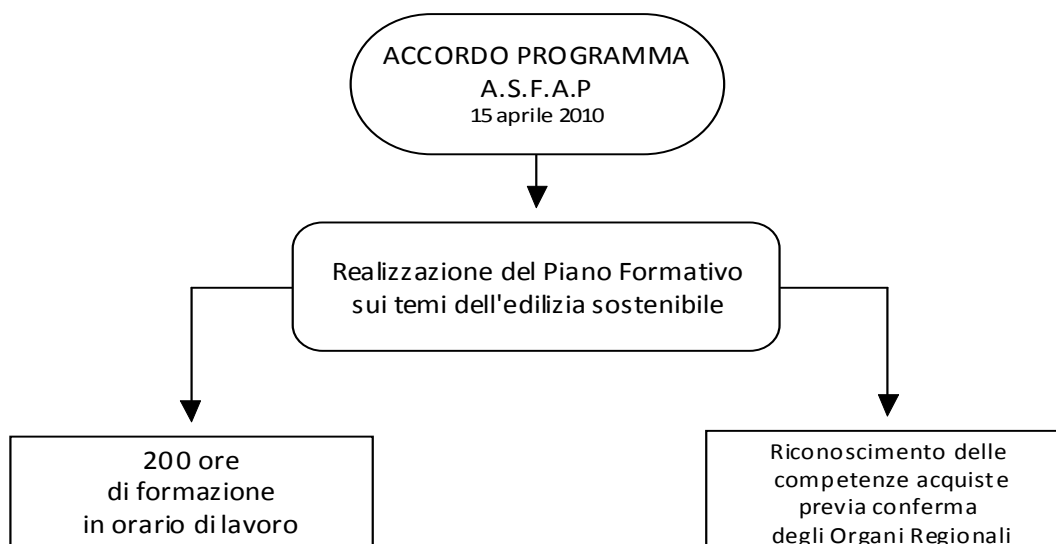 ACCORDO PROGRAMMA
A.S.F.A.P
15 aprile 2010
Realizzazione del Piano Formativo
sui temi dell'edilizia sostenibile
200 ore
di formazione
in orario di lavoro
Riconoscimento delle
competenze acquiste
previa conferma
degli Organi Regionali